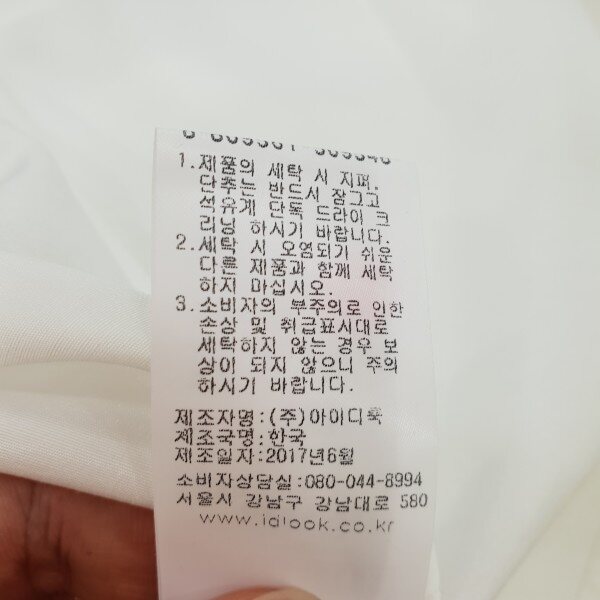 1.제품의 세탁 시 지퍼,
단추는 반드시 잠그고
석유계 단독 드라이 크
리닝 하시기 바랍니다.
2.세탁 시 오염되기 쉬운
다른 제품과 함께 세탁
하지 마십시오.
3.소비자의 부주의로 인한
손상 및 취급표시대로
세탁하지 않는 경우 보
상이 되지 않으니 주의
하시기 바랍니다.
제조자명:(주)아이디룩
제조국명:한국
제조일자:2017년6월
소비자상담실:080-044-8994
서울시 강남구 강남대로 580
www.idlook.co.kr